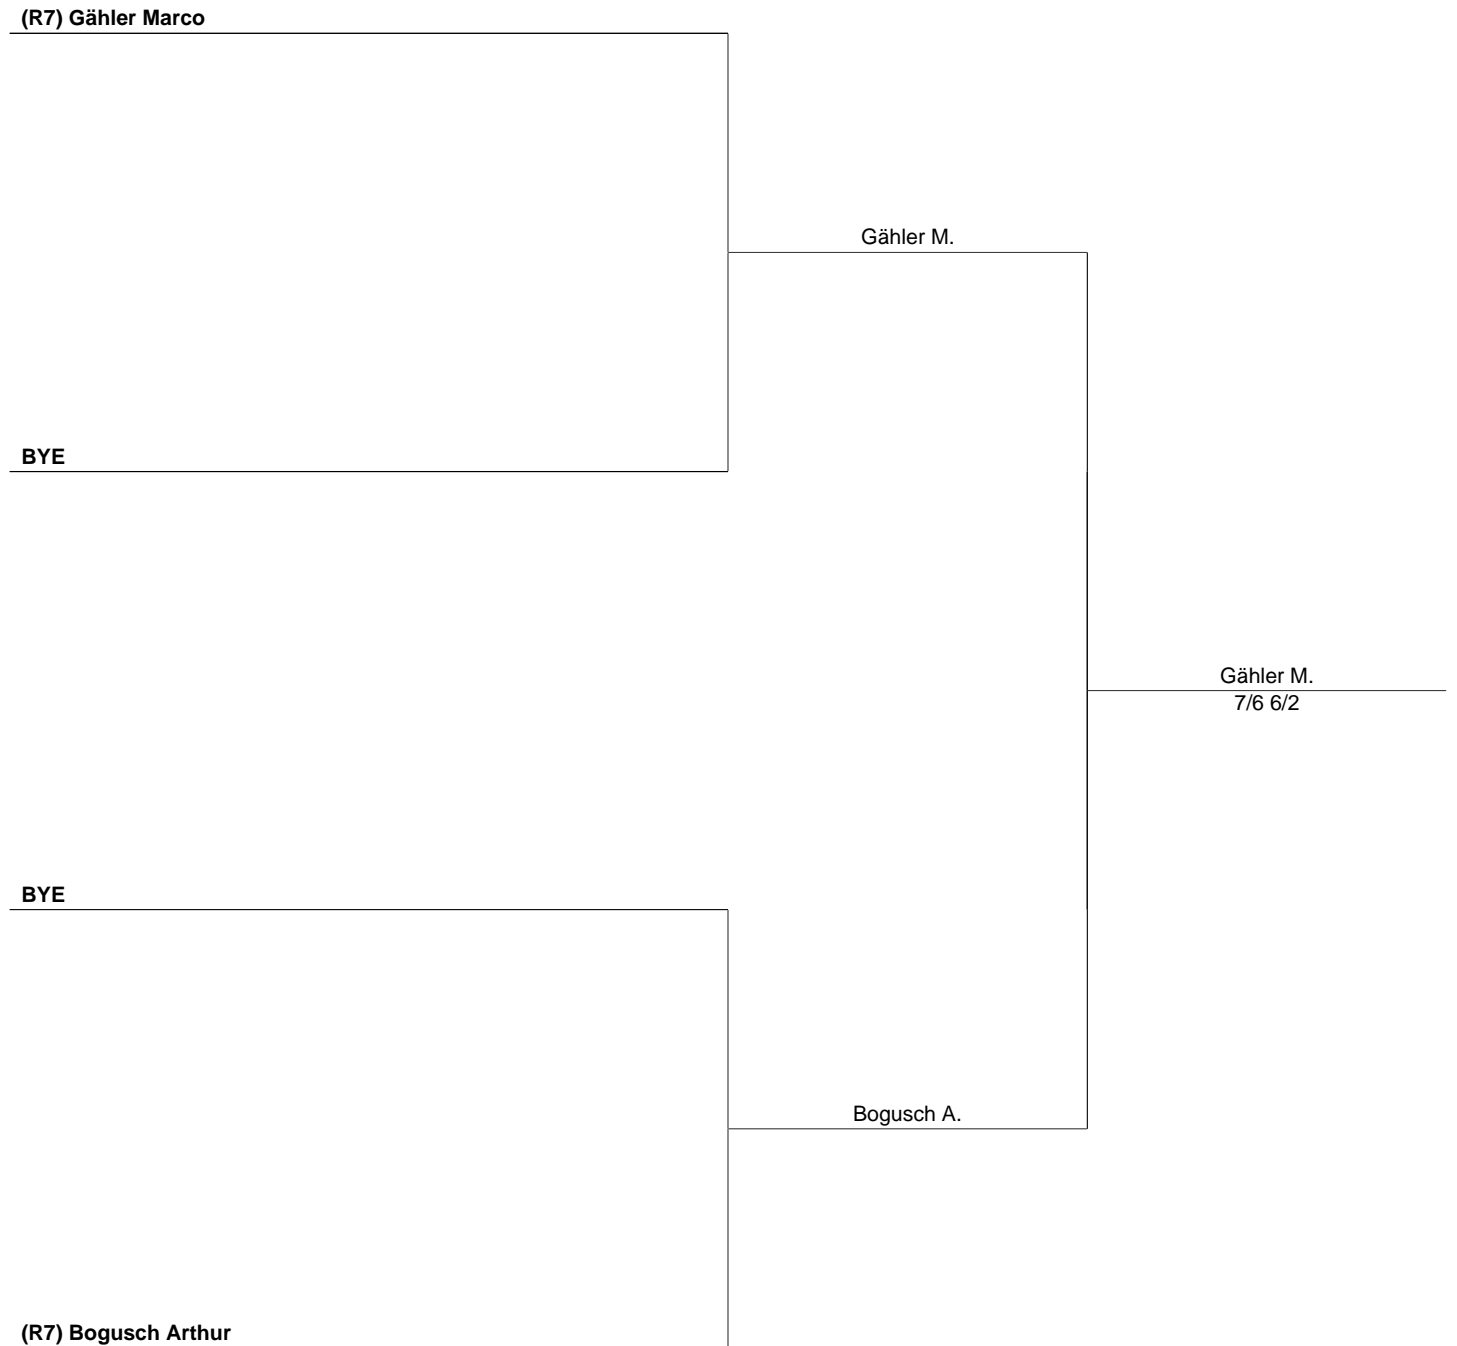 (R7) Gähler Marco
Gähler M.
BYE
Gähler M.
7/6 6/2
BYE
Bogusch A.
(R7) Bogusch Arthur